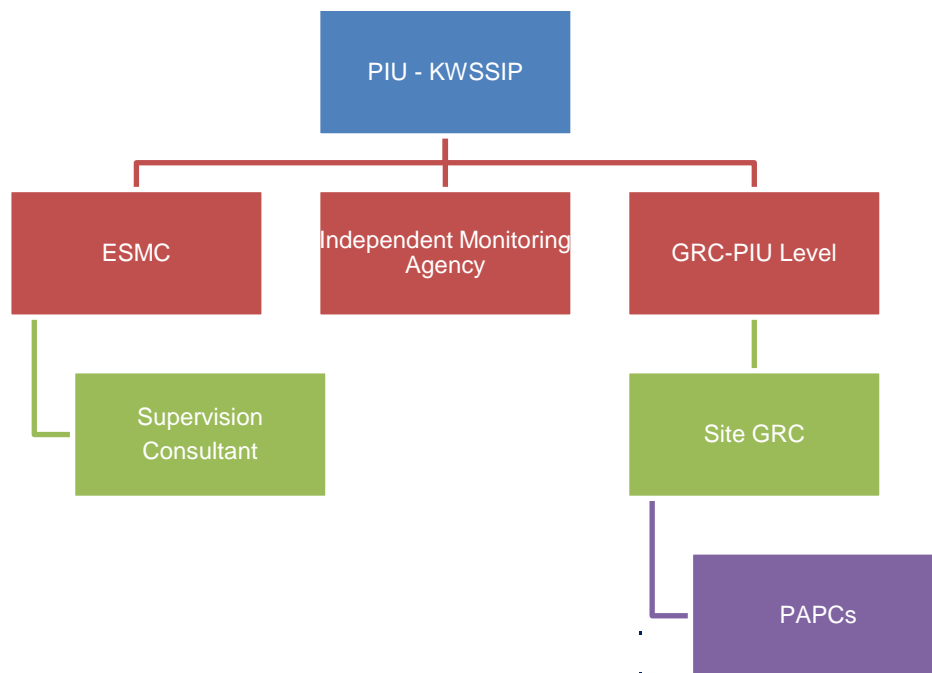 PIU - KWSSIP
ESMC
Independent Monitoring
Agency
GRC-PIU Level
Supervision
Consultant
Site GRC
PAPCs